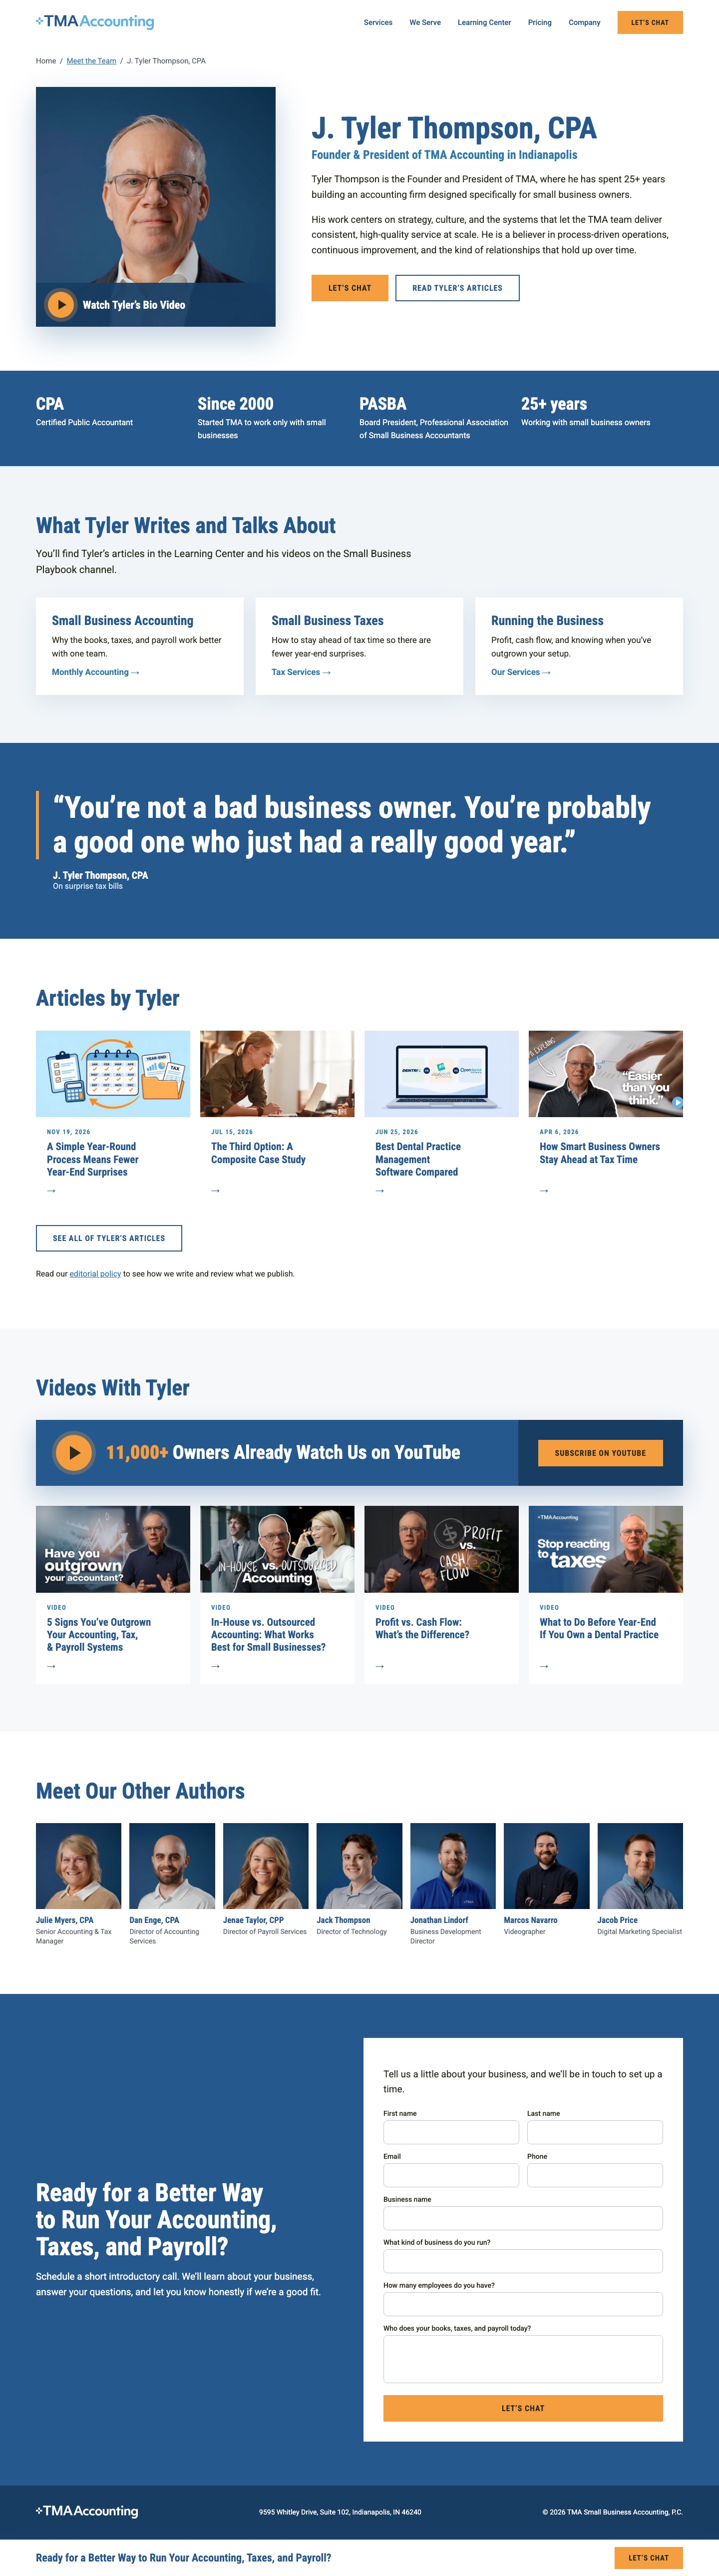 TMAAccounting
Services We Serve Learning Center Pricing Company LET'S CHAT
Home / Meet the Team / J. Tyler Thompson, CPA
J. Tyler Thompson, CPA
Founder & President of TMA Accounting in Indianapolis
Tyler Thompson is the Founder and President of TMA, where he has spent 25+ years
building an accounting firm designed specifically for small business owners.
His work centers on strategy, culture, and the systems that let the TMA team deliver
consistent, high-quality service at scale. He is a believer in process-driven operations,
continuous improvement, and the kind of relationships that hold up over time.
LET'S CHAT READ TYLER'S ARTICLES
Watch Tyler's Bio Video
CPA
Certified Public Accountant
Since 2000
Started TMA to work only with small
businesses
PASBA
Board President, Professional Association
of Small Business Accountants
25+ years
Working with small business owners
What Tyler Writes and Talks About
You'll find Tyler's articles in the Learning Center and his videos on the Small Business
Playbook channel.
Small Business Accounting
Why the books, taxes, and payroll work better
with one team.
Monthly Accounting →
Small Business Taxes
How to stay ahead of tax time so there are
fewer year-end surprises.
Tax Services →
Running the Business
Profit, cash flow, and knowing when you've
outgrown your setup.
Our Services →
“You're not a bad business owner. You're probably
a good one who just had a really good year.”
J. Tyler Thompson, CPA
On surprise tax bills
Articles by Tyler
YEAR-END
TAX
“Easier
than you
think.”
NOV 19, 2026
A Simple Year-Round
Process Means Fewer
Year-End Surprises
→
JUL 15, 2026
The Third Option: A
Composite Case Study
→
JUN 25, 2026
Best Dental Practice
Management
Software Compared
→
APR 6, 2026
How Smart Business Owners
Stay Ahead at Tax Time
→
SEE ALL OF TYLER'S ARTICLES
Read our editorial policy to see how we write and review what we publish.
Videos With Tyler
11,000+ Owners Already Watch Us on YouTube
SUBSCRIBE ON YOUTUBE
Have you
outgrown
your accountant?
VIDEO
5 Signs You've Outgrown
Your Accounting, Tax,
& Payroll Systems
→
IN-HOUSE vs. OUTSOURCED
Accounting
VIDEO
In-House vs. Outsourced
Accounting: What Works
Best for Small Businesses?
→
PROFIT
vs.
CASH
FLOW
VIDEO
Profit vs. Cash Flow:
What's the Difference?
→
TMAAccounting
Stop reacting
to taxes
VIDEO
What to Do Before Year-End
If You Own a Dental Practice
→
Meet Our Other Authors
Julie Myers, CPA
Senior Accounting & Tax
Manager
Dan Enge, CPA
Director of Accounting
Services
Jenae Taylor, CPP
Director of Payroll Services
Jack Thompson
Director of Technology
Jonathan Lindorf
Business Development
Director
Marcos Navarro
Videographer
Jacob Price
Digital Marketing Specialist
Ready for a Better Way
to Run Your Accounting,
Taxes, and Payroll?
Schedule a short introductory call. We'll learn about your business,
answer your questions, and let you know honestly if we're a good fit.
Tell us a little about your business, and we'll be in touch to set up a
time.
First name Last name
Email Phone
Business name
What kind of business do you run?
How many employees do you have?
Who does your books, taxes, and payroll today?
LET'S CHAT
TMAAccounting
9595 Whitley Drive, Suite 102, Indianapolis, IN 46240
© 2026 TMA Small Business Accounting, P.C.
Ready for a Better Way to Run Your Accounting, Taxes, and Payroll?
LET'S CHAT